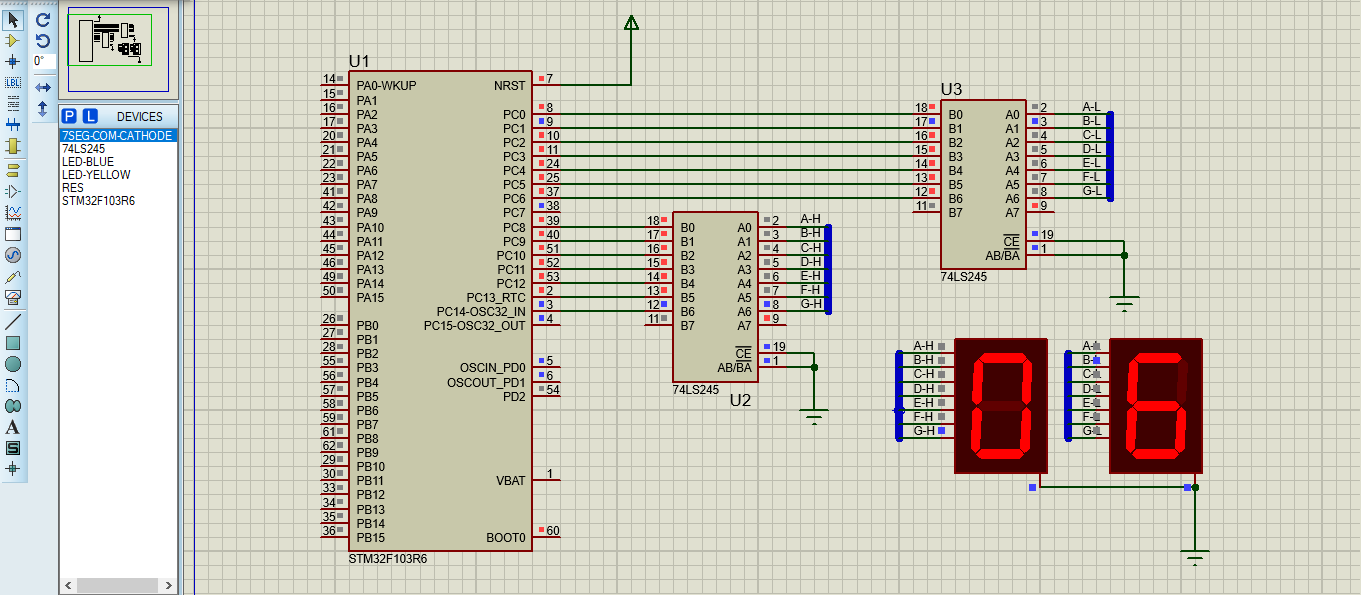 0°
LBL
A
S
P L DEVICES
7SEG-COM-CATHODE
74LS245
LED-BLUE
LED-YELLOW
RES
STM32F103R6
U1
14 PA0-WKUP NRST 7
15 PA1
16 PA2 PC0 8
17 PA3 PC1 9
20 PA4 PC2 10
21 PA5 PC3 11
22 PA6 PC4 24
23 PA7 PC5 25
41 PA8 PC6 37
42 PA9 PC7 38
43 PA10 PC8 39
44 PA11 PC9 40
45 PA12 PC10 51
46 PA13 PC11 52
49 PA14 PC12 53
50 PA15 PC13_RTC 2
PC14-OSC32_IN 3
26 PB0 PC15-OSC32_OUT 4
27 PB1
28 PB2
55 PB3 OSCIN_PD0 5
56 PB4 OSCOUT_PD1 6
57 PB5 PD2 54
58 PB6
59 PB7
61 PB8
62 PB9
29 PB10
30 PB11 VBAT 1
33 PB12
34 PB13
35 PB14
36 PB15 BOOT0 60
STM32F103R6
U3
18 B0 A0 2 A-L
17 B1 A1 3 B-L
16 B2 A2 4 C-L
15 B3 A3 5 D-L
14 B4 A4 6 E-L
13 B5 A5 7 F-L
12 B6 A6 8 G-L
11 B7 A7 9
CE 19
AB/BA 1
74LS245
18 B0 A0 2 A-H
17 B1 A1 3 B-H
16 B2 A2 4 C-H
15 B3 A3 5 D-H
14 B4 A4 6 E-H
13 B5 A5 7 F-H
12 B6 A6 8 G-H
11 B7 A7 9
CE 19
AB/BA 1
74LS245
U2
A-H
B-H
C-H
D-H
E-H
F-H
G-H
0
A-L
B-L
C-L
D-L
E-L
F-L
G-L
6